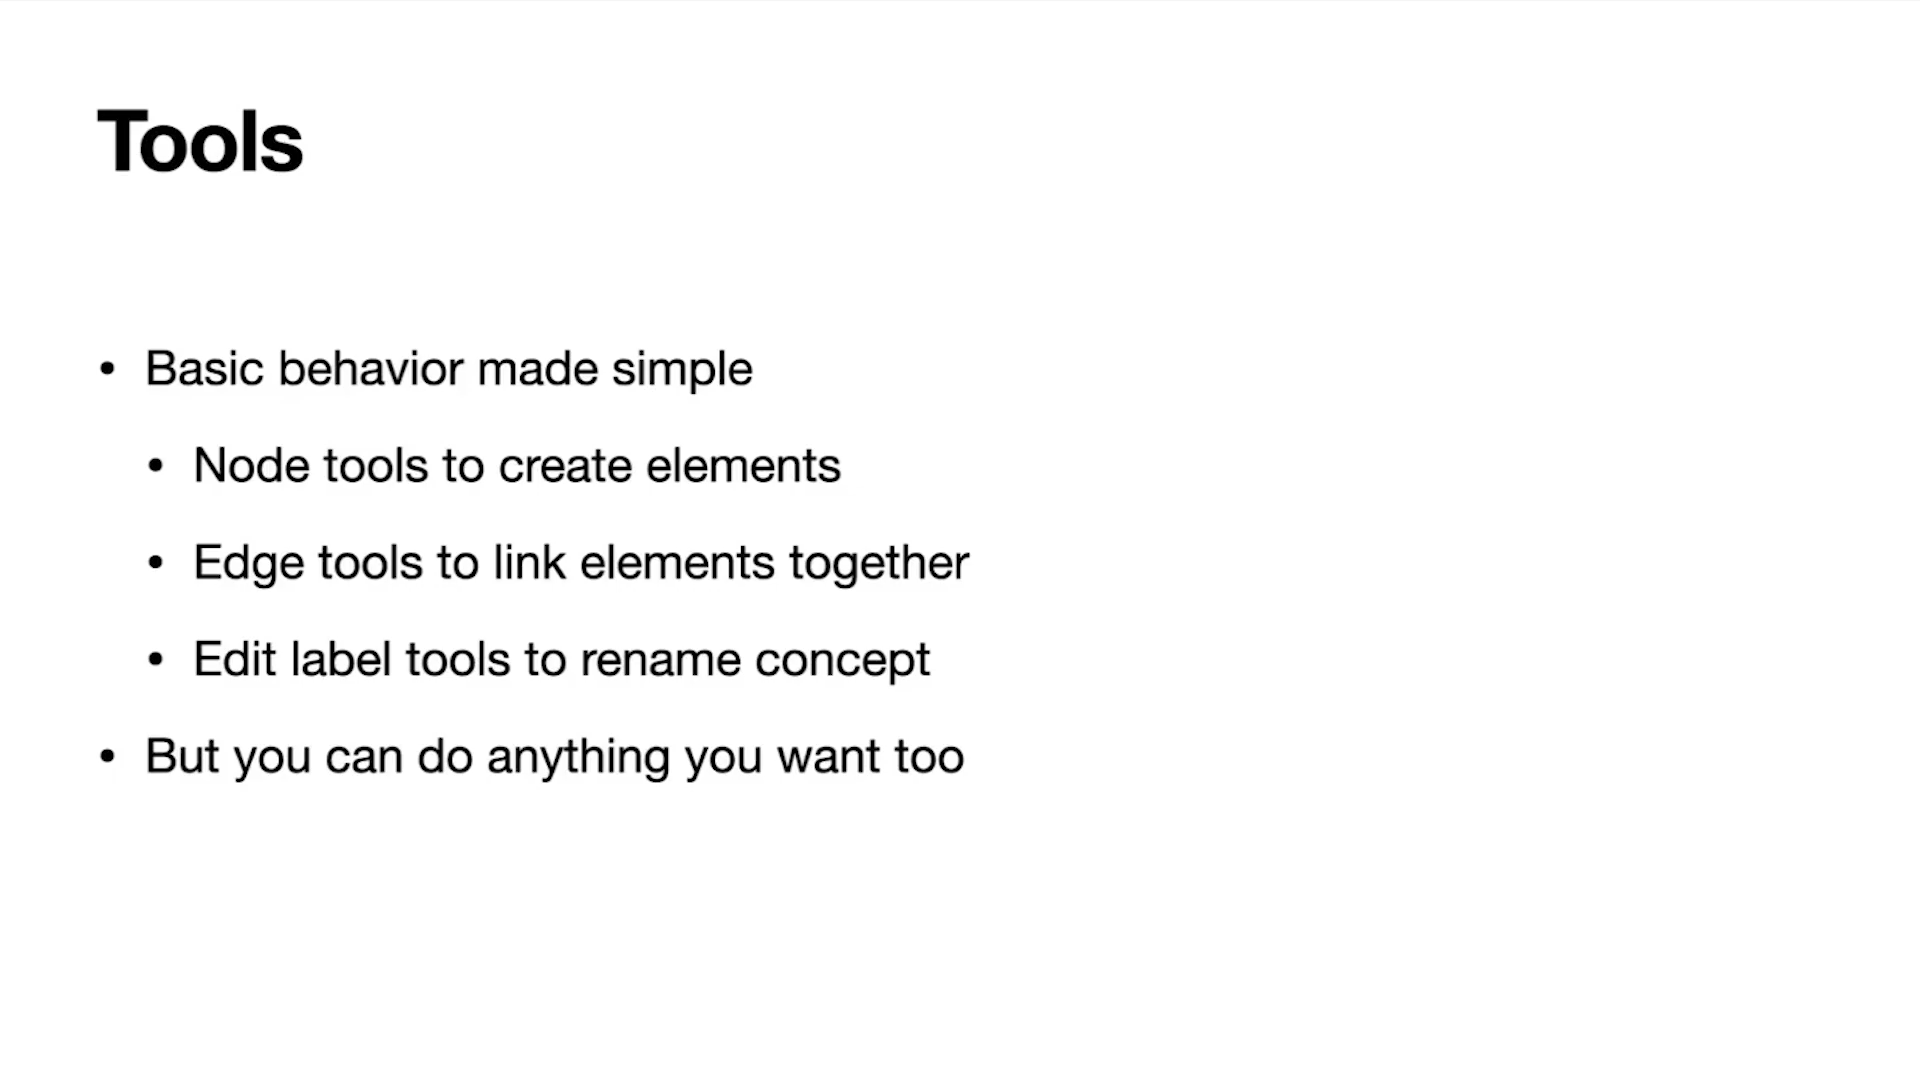 Tools
• Basic behavior made simple
• Node tools to create elements
• Edge tools to link elements together
• Edit label tools to rename concept
• But you can do anything you want too